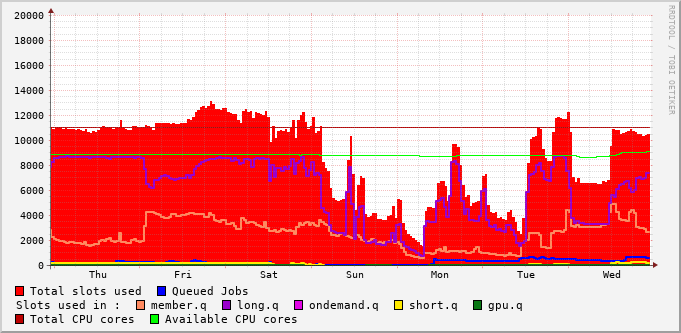 RRDTOOL / TOBI OETIKER
20000
18000
16000
14000
12000
10000
8000
6000
4000
2000
0
Thu Fri Sat Sun Mon Tue Wed
Total slots used Queued Jobs
Slots used in : member.q long.q ondemand.q short.q gpu.q
Total CPU cores Available CPU cores